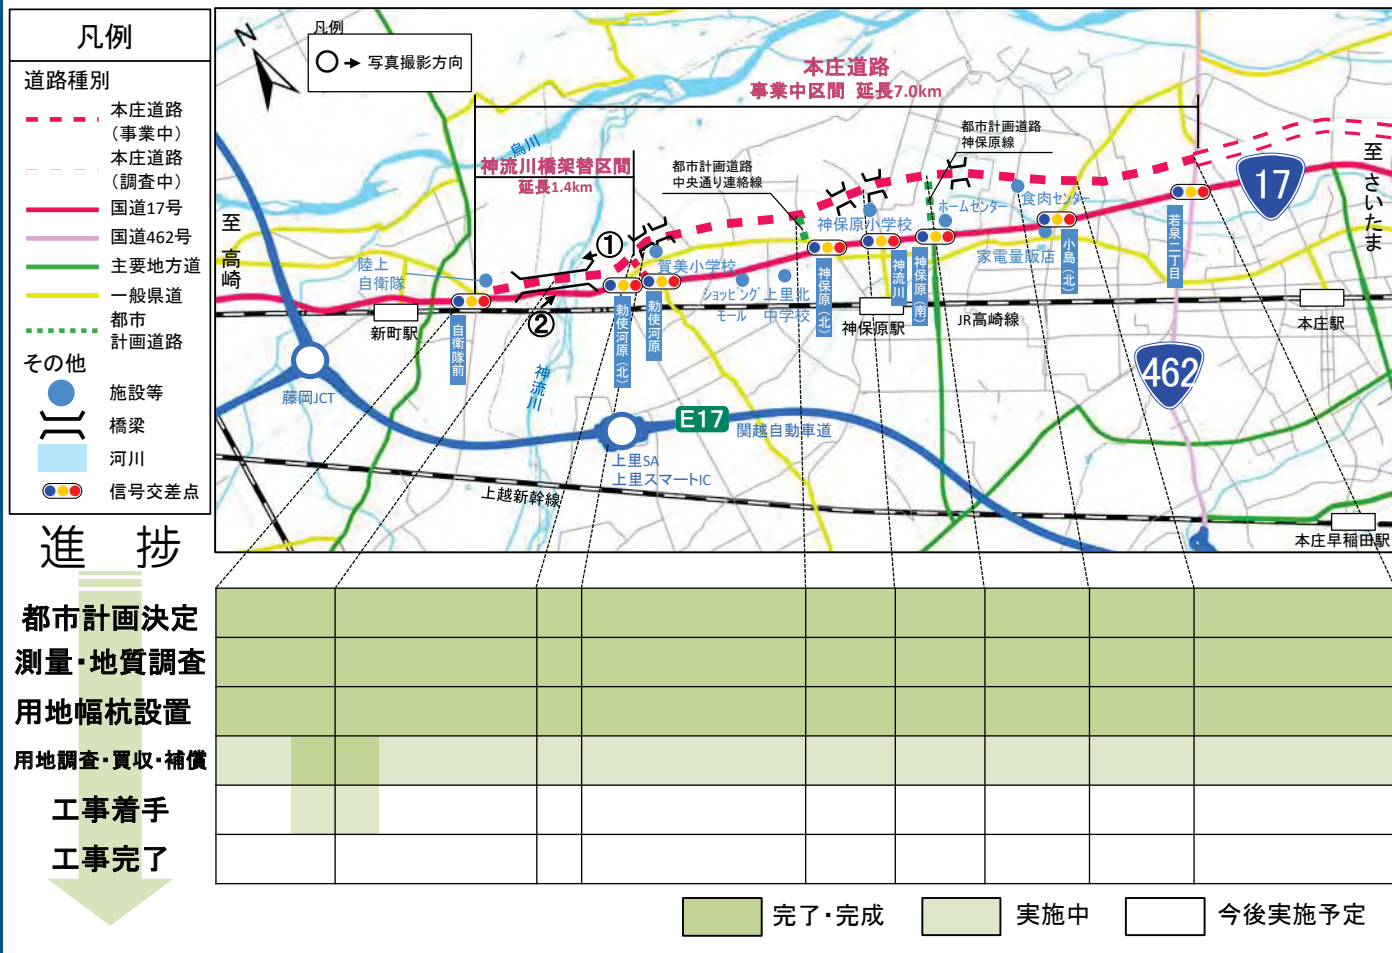 凡例
道路種別
本庄道路
（事業中）
本庄道路
（調査中）
国道17号
国道462号
主要地方道
一般県道
都市
計画道路
その他
施設等
橋梁
河川
信号交差点
N
凡例
写真撮影方向
本庄道路
事業中区間 延長7.0km
神流川橋架替区間
延長1.4km
烏川
都市計画道路
中央通り連絡線
都市計画道路
神保原線
至 高崎
至 さいたま
17
462
陸上
自衛隊
①
②
賀美小学校
ショッピング
モール
上里北
中学校
神保原小学校
ホームセンター
食肉センター
家電量販店
自衛隊前
勅使河原（北）
勅使河原
神保原（北）
神流川
神保原（南）
小島（北）
若泉二丁目
新町駅
神保原駅
JR高崎線
本庄駅
神流川
藤岡JCT
E17
関越自動車道
上里SA
上里スマートIC
上越新幹線
本庄早稲田駅
進 捗
都市計画決定
測量・地質調査
用地幅杭設置
用地調査・買収・補償
工事着手
工事完了
完了・完成
実施中
今後実施予定